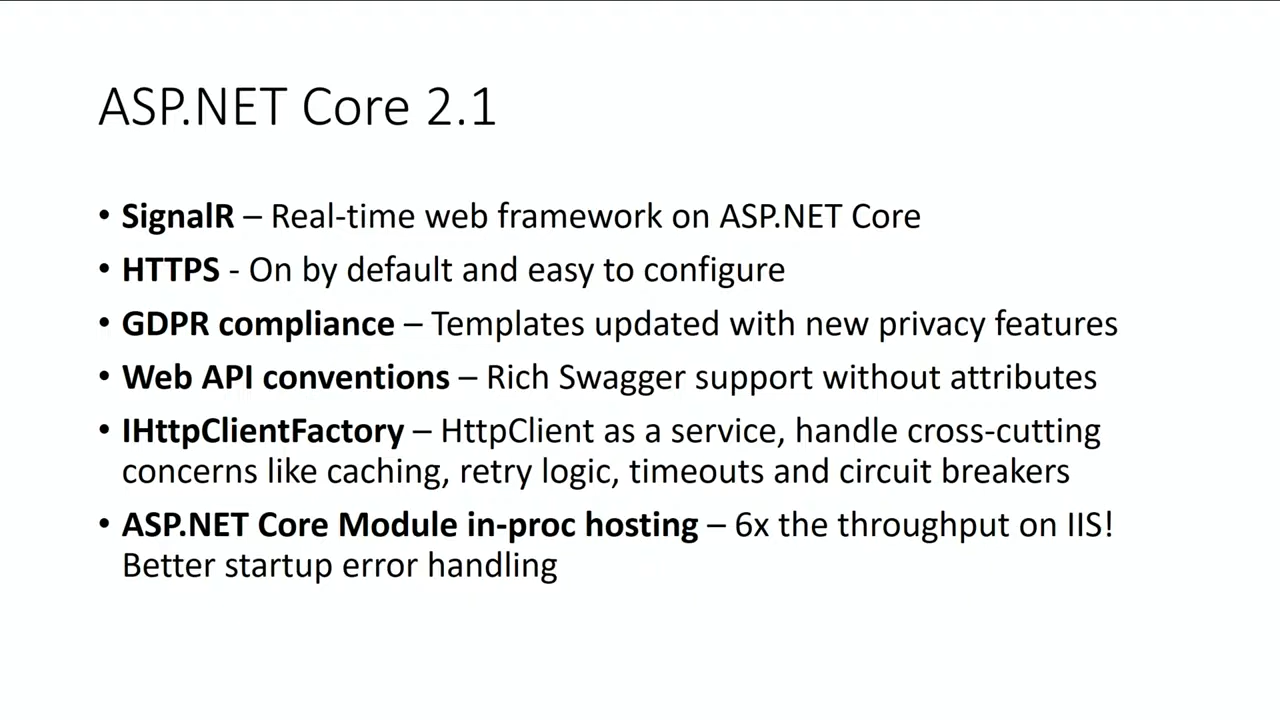 ASP.NET Core 2.1
• SignalR – Real-time web framework on ASP.NET Core
• HTTPS - On by default and easy to configure
• GDPR compliance – Templates updated with new privacy features
• Web API conventions – Rich Swagger support without attributes
• IHttpClientFactory – HttpClient as a service, handle cross-cutting
concerns like caching, retry logic, timeouts and circuit breakers
• ASP.NET Core Module in-proc hosting – 6x the throughput on IIS!
Better startup error handling